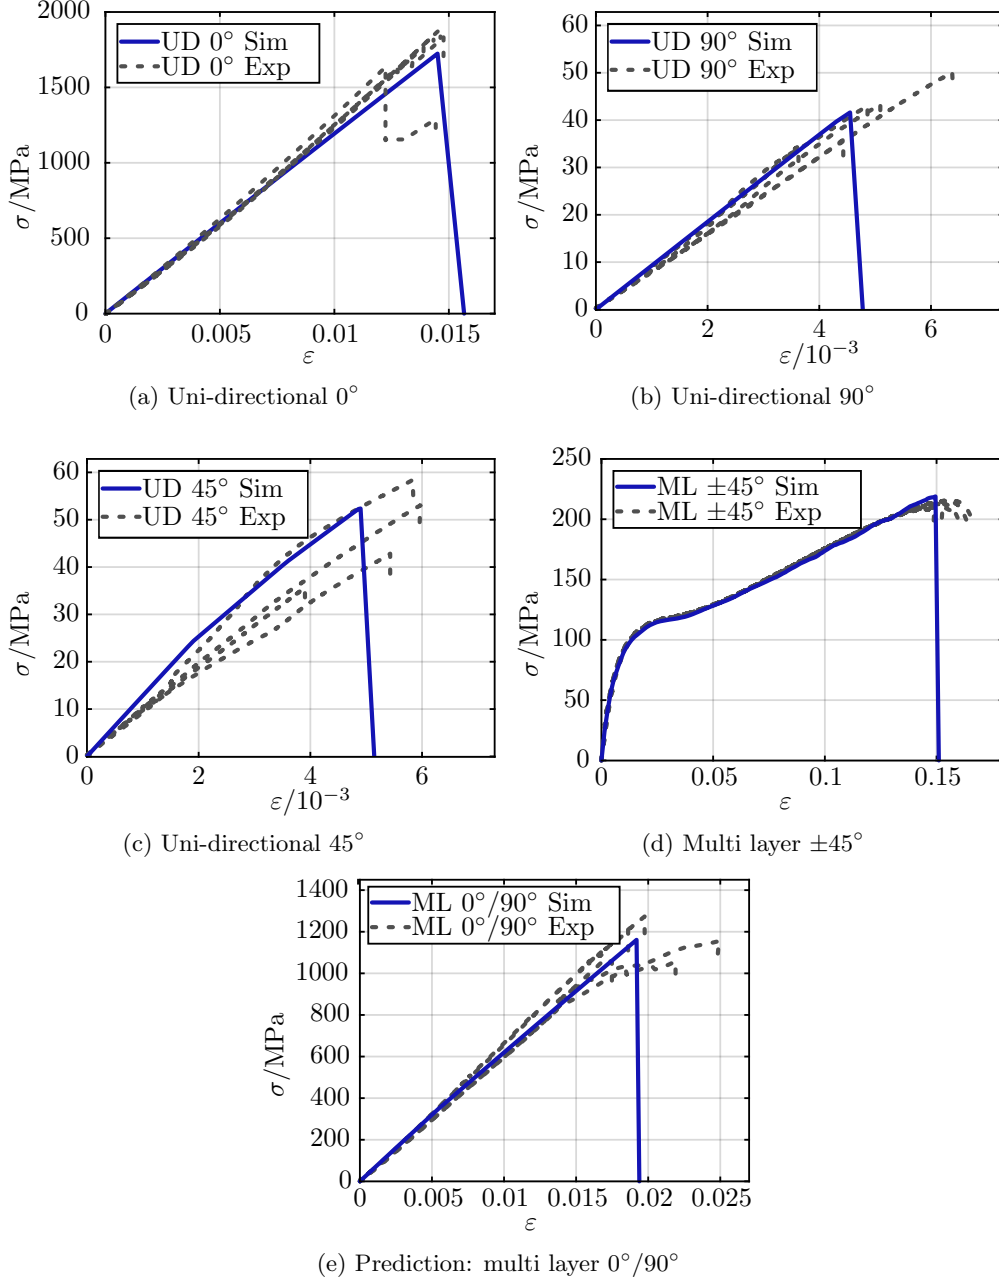 2000
1500
1000
500
0
σ/MPa
UD 0° Sim
UD 0° Exp
0 0.005 0.01 0.015
ε
(a) Uni-directional 0°
60
50
40
30
20
10
0
σ/MPa
UD 90° Sim
UD 90° Exp
0 2 4 6
ε/10⁻³
(b) Uni-directional 90°
60
50
40
30
20
10
0
σ/MPa
UD 45° Sim
UD 45° Exp
0 2 4 6
ε/10⁻³
(c) Uni-directional 45°
250
200
150
100
50
0
σ/MPa
ML ±45° Sim
ML ±45° Exp
0 0.05 0.1 0.15
ε
(d) Multi layer ±45°
1400
1200
1000
800
600
400
200
0
σ/MPa
ML 0°/90° Sim
ML 0°/90° Exp
0 0.005 0.01 0.015 0.02 0.025
ε
(e) Prediction: multi layer 0°/90°